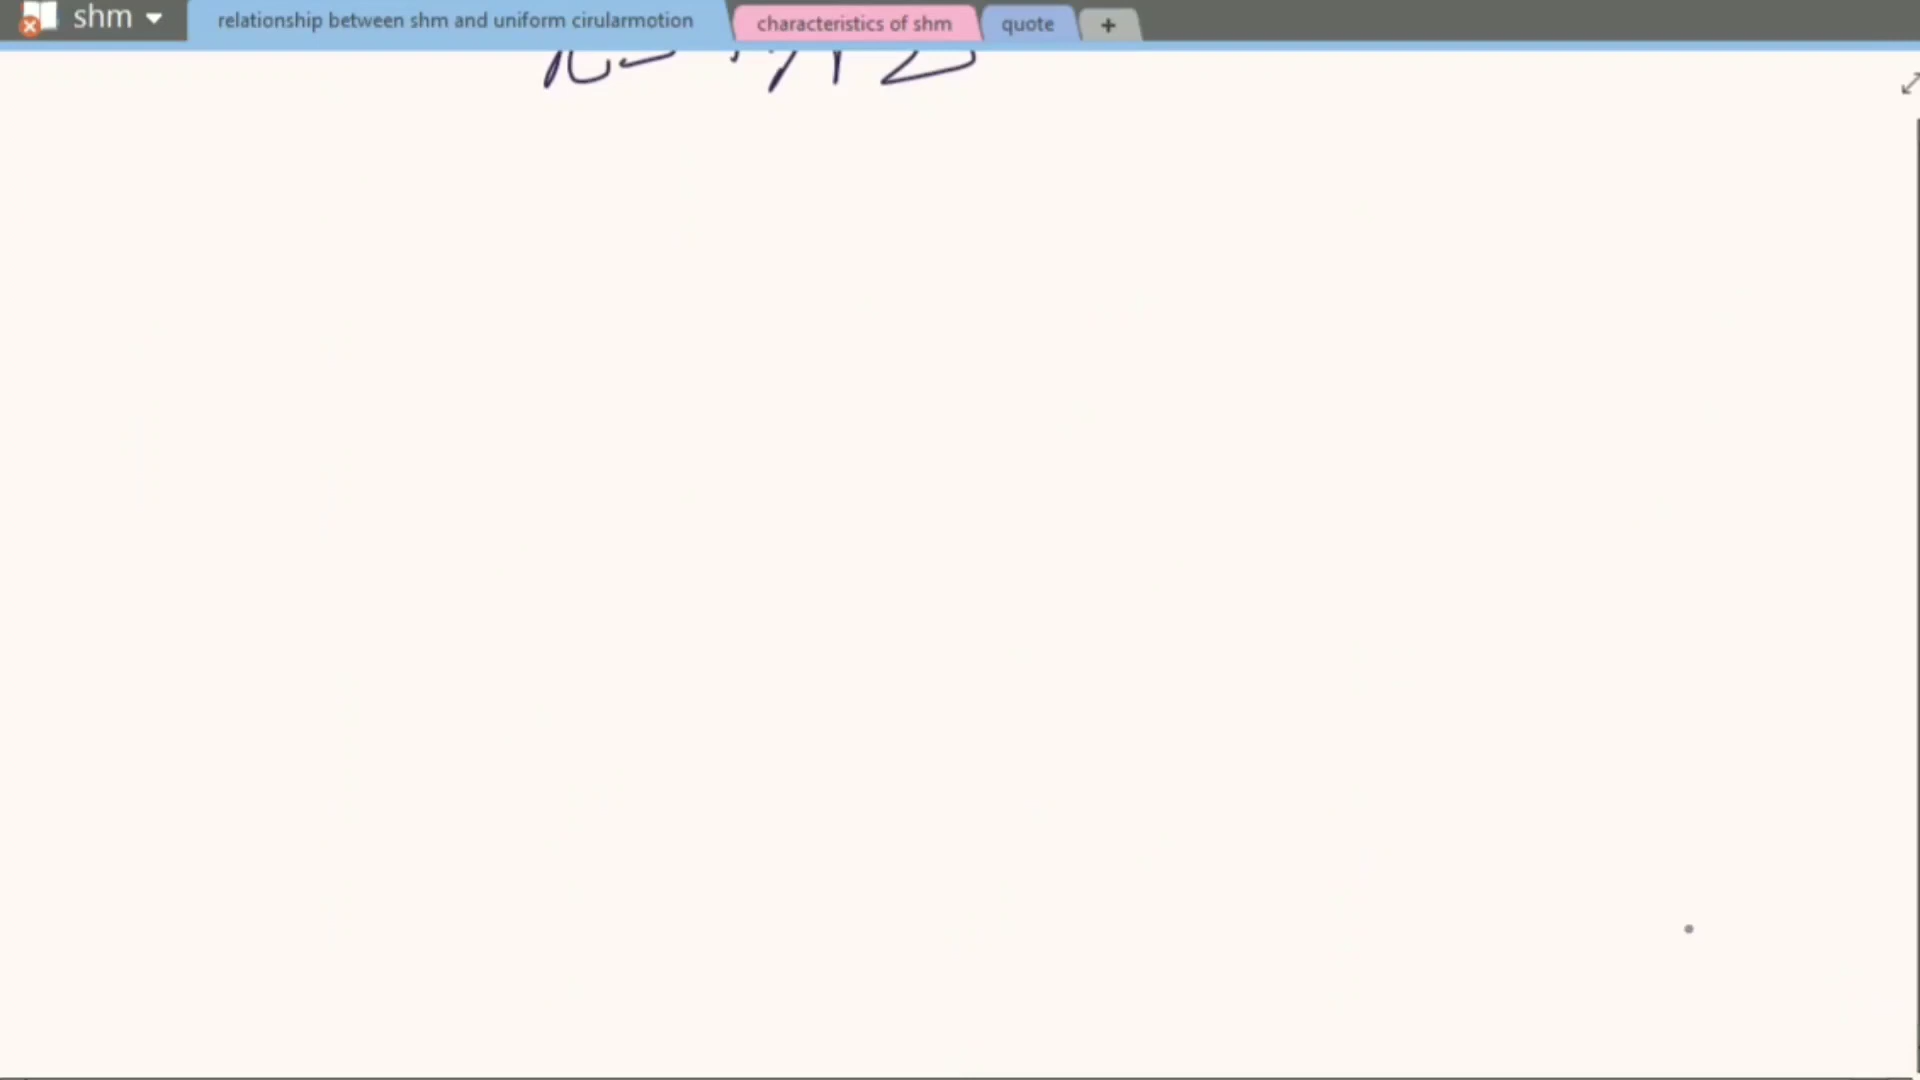 shm
relationship between shm and uniform cirularmotion
characteristics of shm
quote
+